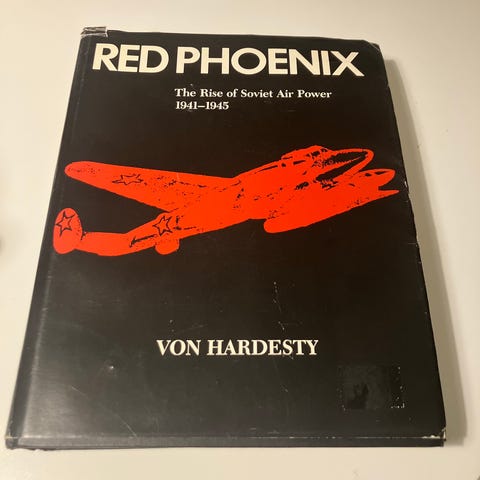 RED PHOENIX
The Rise of Soviet Air Power
1941–1945
VON HARDESTY